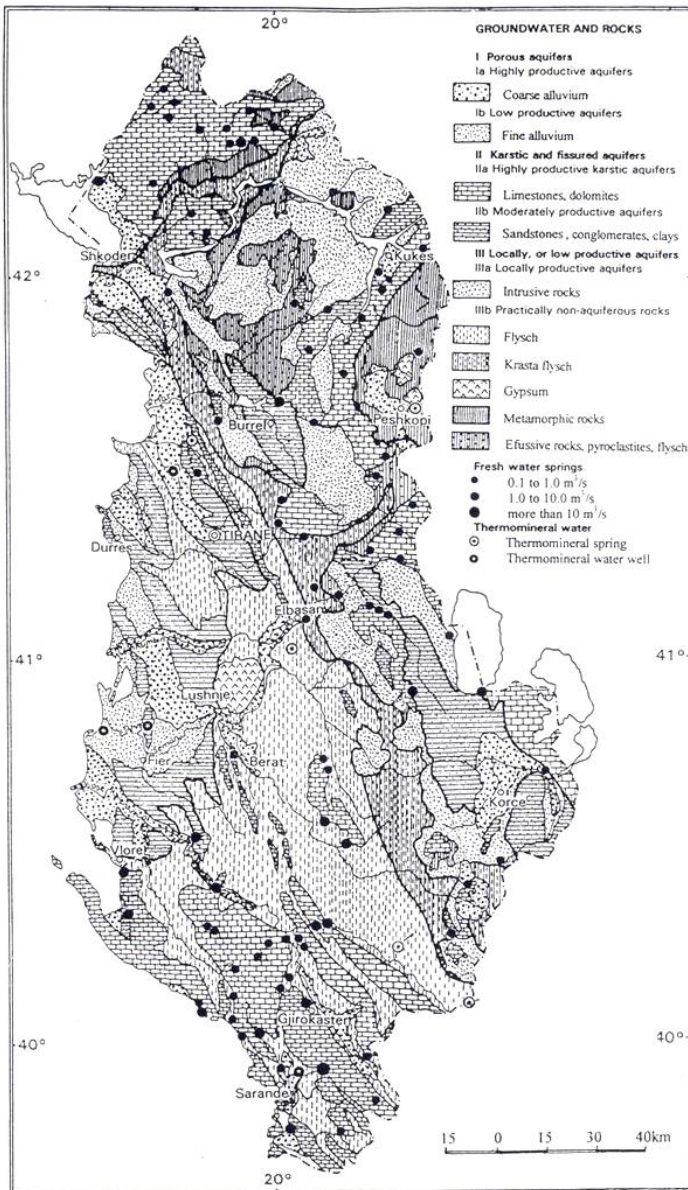 20°
GROUNDWATER AND ROCKS
I Porous aquifers
Ia Highly productive aquifers
Coarse alluvium
Ib Low productive aquifers
Fine alluvium
II Karstic and fissured aquifers
IIa Highly productive karstic aquifers
Limestones, dolomites
IIb Moderately productive aquifers
Sandstones, conglomerates, clays
III Locally, or low productive aquifers
IIIa Locally productive aquifers
Intrusive rocks
IIIb Practically non-aquiferous rocks
Flysch
Krasta flysch
Gypsum
Metamorphic rocks
Efussive rocks, pyroclastites, flysch
Fresh water springs
0.1 to 1.0 m³/s
1.0 to 10.0 m³/s
more than 10 m³/s
Thermomineral water
Thermomineral spring
Thermomineral water well
Shkoder
Kukes
42°
Burrel
Peshkopi
TIRANE
Durres
Elbasan
41°
41°
Lushnje
Fier
Berat
Korce
Vlore
Gjirokaster
40°
40°
Sarande
15 0 15 30 40km
20°